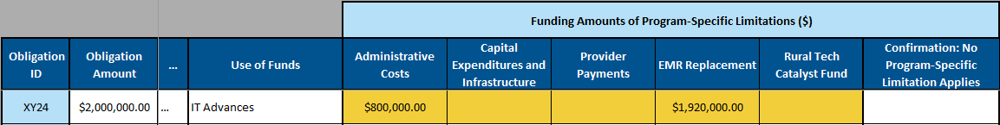 Funding Amounts of Program-Specific Limitations ($)
Obligation ID
Obligation Amount
...
Use of Funds
Administrative Costs
Capital Expenditures and Infrastructure
Provider Payments
EMR Replacement
Rural Tech Catalyst Fund
Confirmation: No Program-Specific Limitation Applies
XY24
$2,000,000.00
...
IT Advances
$800,000.00
$1,920,000.00